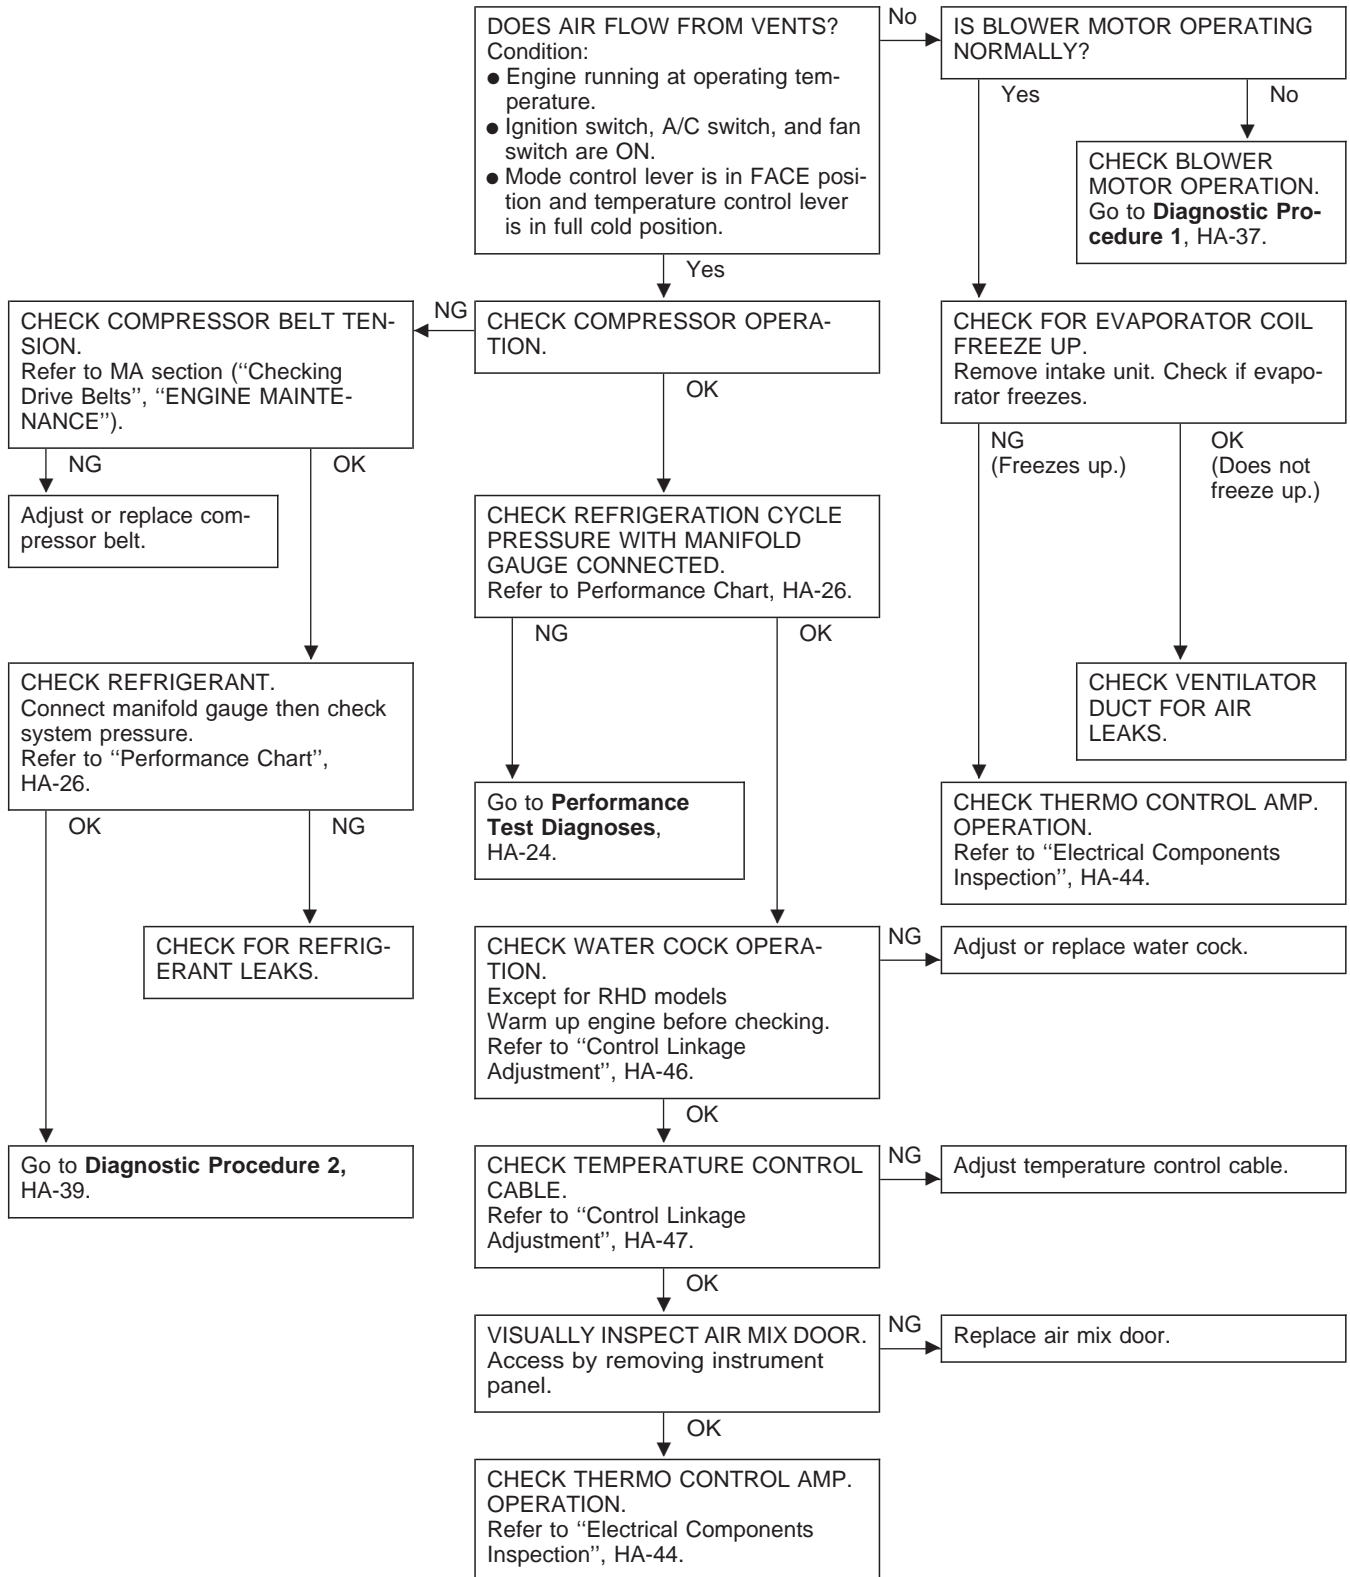 DOES AIR FLOW FROM VENTS?
Condition:
● Engine running at operating tem-
perature.
● Ignition switch, A/C switch, and fan
switch are ON.
● Mode control lever is in FACE posi-
tion and temperature control lever
is in full cold position.
No
IS BLOWER MOTOR OPERATING
NORMALLY?
Yes
No
CHECK BLOWER
MOTOR OPERATION.
Go to Diagnostic Pro-
cedure 1, HA-37.
Yes
CHECK COMPRESSOR BELT TEN-
SION.
Refer to MA section (‘‘Checking
Drive Belts’’, ‘‘ENGINE MAINTE-
NANCE’’).
NG
CHECK COMPRESSOR OPERA-
TION.
OK
CHECK FOR EVAPORATOR COIL
FREEZE UP.
Remove intake unit. Check if evapo-
rator freezes.
NG
(Freezes up.)
OK
(Does not
freeze up.)
NG
OK
Adjust or replace com-
pressor belt.
CHECK REFRIGERATION CYCLE
PRESSURE WITH MANIFOLD
GAUGE CONNECTED.
Refer to Performance Chart, HA-26.
NG
OK
CHECK REFRIGERANT.
Connect manifold gauge then check
system pressure.
Refer to ‘‘Performance Chart’’,
HA-26.
OK
NG
CHECK VENTILATOR
DUCT FOR AIR
LEAKS.
Go to Performance
Test Diagnoses,
HA-24.
CHECK THERMO CONTROL AMP.
OPERATION.
Refer to ‘‘Electrical Components
Inspection’’, HA-44.
CHECK FOR REFRIG-
ERANT LEAKS.
CHECK WATER COCK OPERA-
TION.
Except for RHD models
Warm up engine before checking.
Refer to ‘‘Control Linkage
Adjustment’’, HA-46.
NG
Adjust or replace water cock.
OK
Go to Diagnostic Procedure 2,
HA-39.
CHECK TEMPERATURE CONTROL
CABLE.
Refer to ‘‘Control Linkage
Adjustment’’, HA-47.
NG
Adjust temperature control cable.
OK
VISUALLY INSPECT AIR MIX DOOR.
Access by removing instrument
panel.
NG
Replace air mix door.
OK
CHECK THERMO CONTROL AMP.
OPERATION.
Refer to ‘‘Electrical Components
Inspection’’, HA-44.